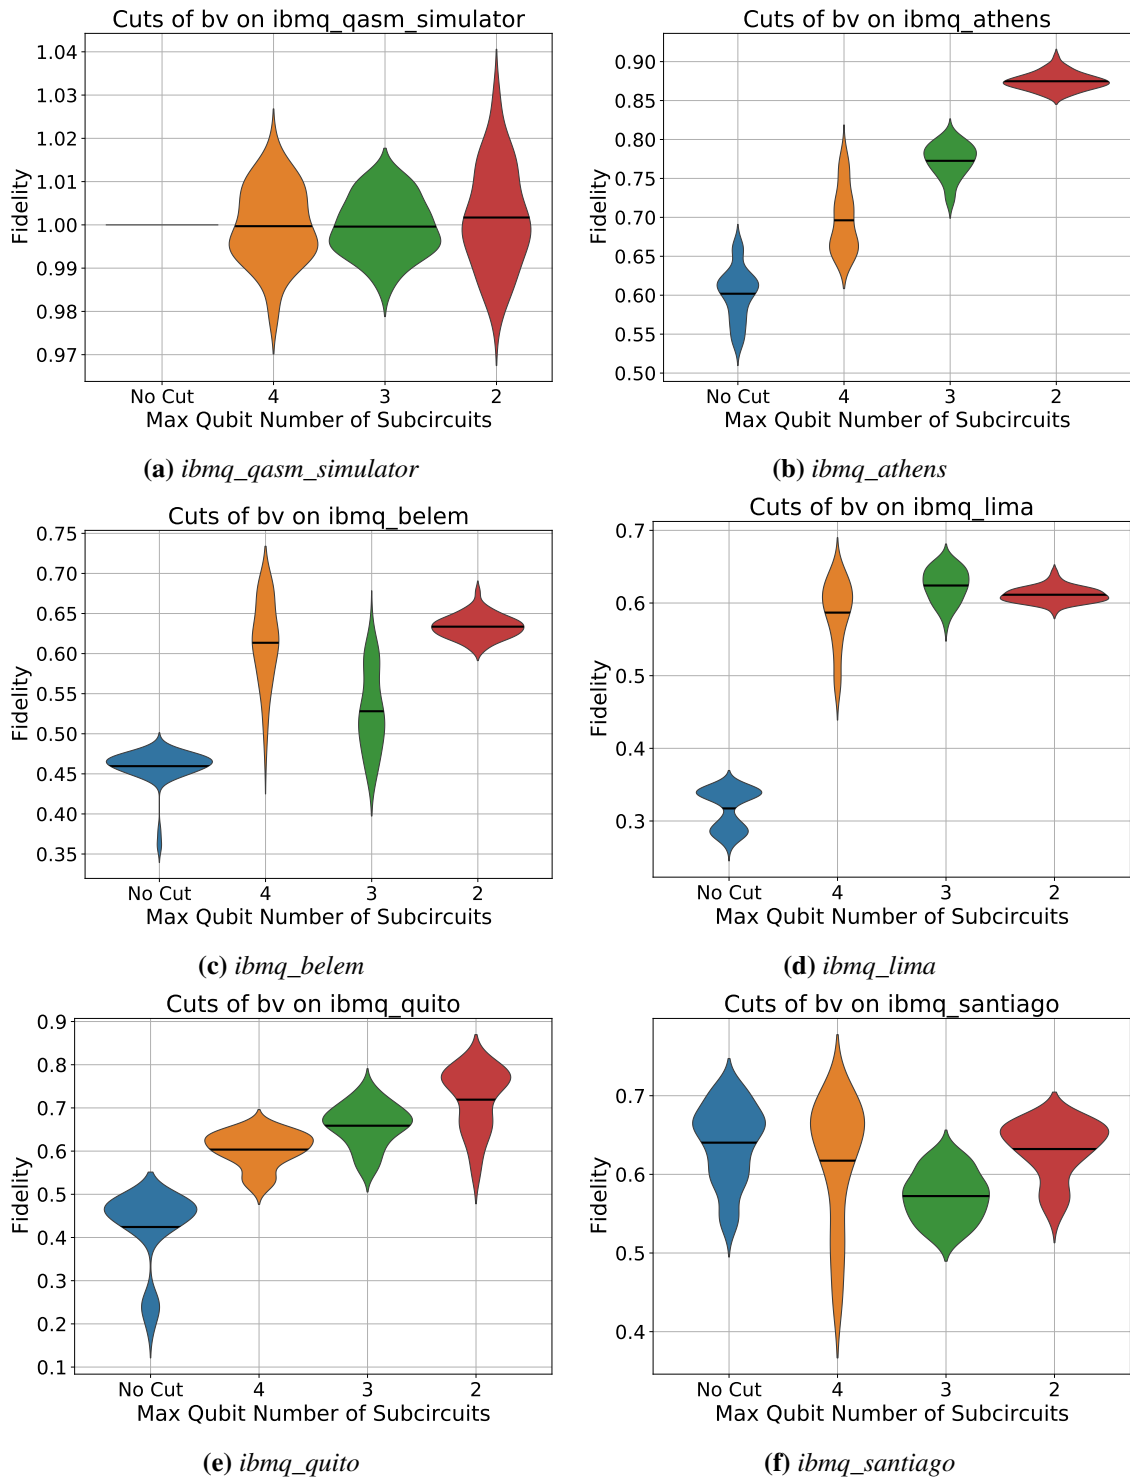 Cuts of bv on ibmq_qasm_simulator
Fidelity
1.04
1.03
1.02
1.01
1.00
0.99
0.98
0.97
No Cut 4 3 2
Max Qubit Number of Subcircuits
(a) ibmq_qasm_simulator
Cuts of bv on ibmq_athens
Fidelity
0.90
0.85
0.80
0.75
0.70
0.65
0.60
0.55
0.50
No Cut 4 3 2
Max Qubit Number of Subcircuits
(b) ibmq_athens
Cuts of bv on ibmq_belem
Fidelity
0.75
0.70
0.65
0.60
0.55
0.50
0.45
0.40
0.35
No Cut 4 3 2
Max Qubit Number of Subcircuits
(c) ibmq_belem
Cuts of bv on ibmq_lima
Fidelity
0.7
0.6
0.5
0.4
0.3
No Cut 4 3 2
Max Qubit Number of Subcircuits
(d) ibmq_lima
Cuts of bv on ibmq_quito
Fidelity
0.9
0.8
0.7
0.6
0.5
0.4
0.3
0.2
0.1
No Cut 4 3 2
Max Qubit Number of Subcircuits
(e) ibmq_quito
Cuts of bv on ibmq_santiago
Fidelity
0.7
0.6
0.5
0.4
No Cut 4 3 2
Max Qubit Number of Subcircuits
(f) ibmq_santiago